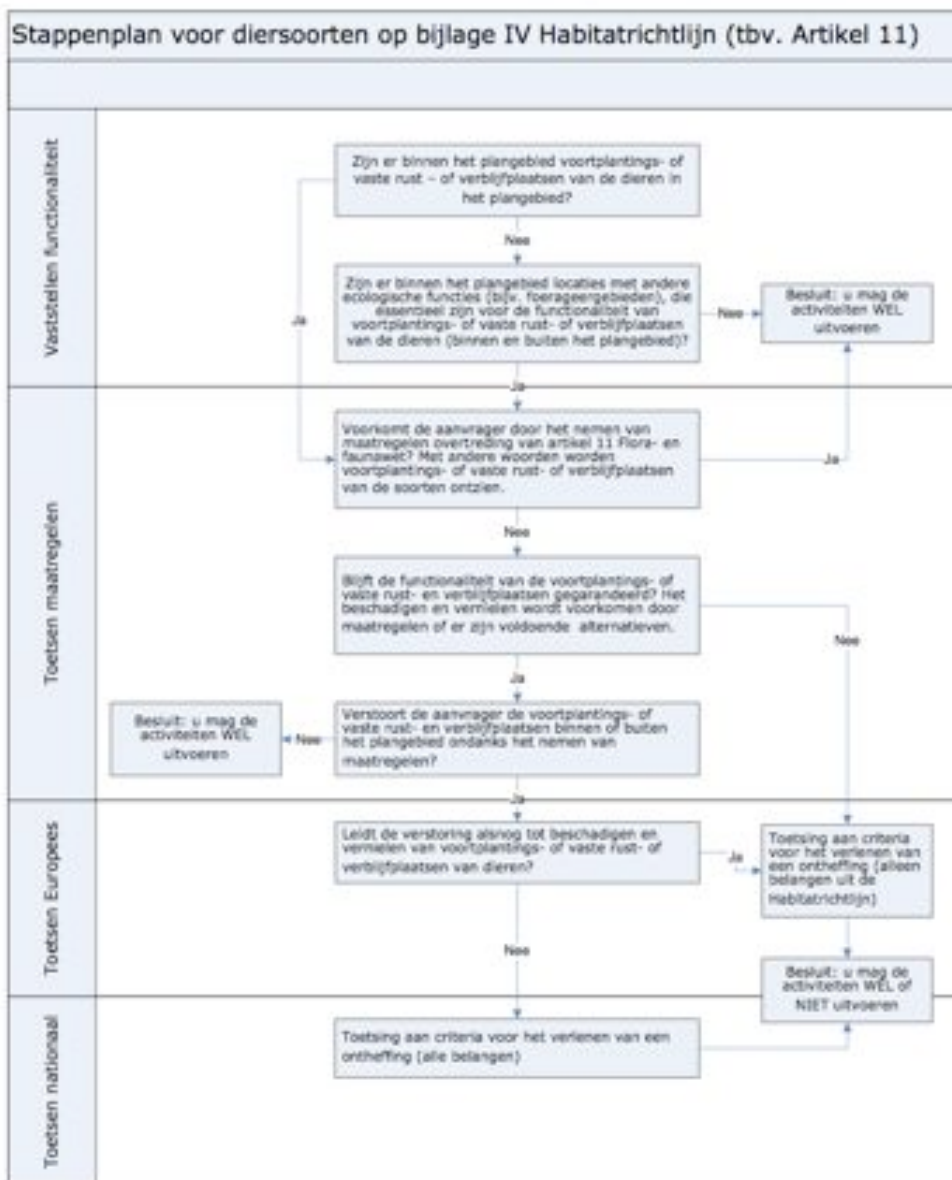 Stappenplan voor diersoorten op bijlage IV Habitatrichtlijn (tbv. Artikel 11)
Vaststellen functionaliteit
Zijn er binnen het plangebied voortplantings- of
vaste rust – of verblijfplaatsen van de dieren in
het plangebied?
Nee
Ja
Zijn er binnen het plangebied locaties met andere
ecologische functies (bijv. foerageergebieden), die
essentieel zijn voor de functionaliteit van
voortplantings- of vaste rust- of verblijfplaatsen
van de dieren (binnen en buiten het plangebied)?
Nee
Besluit: u mag de
activiteiten WEL
uitvoeren
Ja
Toetsen maatregelen
Voorkomt de aanvrager door het nemen van
maatregelen overtreding van artikel 11 Flora- en
faunawet? Met andere woorden worden
voortplantings- of vaste rust- of verblijfplaatsen
van de soorten ontzien.
Ja
Nee
Blijft de functionaliteit van de voortplantings- of
vaste rust- en verblijfplaatsen gegarandeerd? Het
beschadigen en vernielen wordt voorkomen door
maatregelen of er zijn voldoende alternatieven.
Nee
Ja
Verstoort de aanvrager de voortplantings- of
vaste rust- en verblijfplaatsen binnen of buiten
het plangebied ondanks het nemen van
maatregelen?
Nee
Besluit: u mag de
activiteiten WEL
uitvoeren
Ja
Toetsen Europees
Leidt de verstoring alsnog tot beschadigen en
vernielen van voortplantings- of vaste rust- of
verblijfplaatsen van dieren?
Ja
Toetsing aan criteria
voor het verlenen van
een ontheffing (alleen
belangen uit de
Habitatrichtlijn)
Nee
Besluit: u mag de
activiteiten WEL of
NIET uitvoeren
Toetsen nationaal
Toetsing aan criteria voor het verlenen van een
ontheffing (alle belangen)